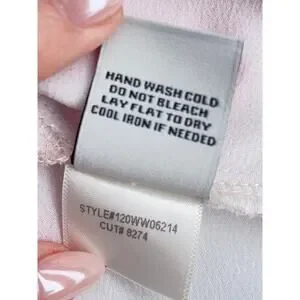 HAND WASH COLD
DO NOT BLEACH
LAY FLAT TO DRY
COOL IRON IF NEEDED
STYLE#120WW06214
CUT# 8274